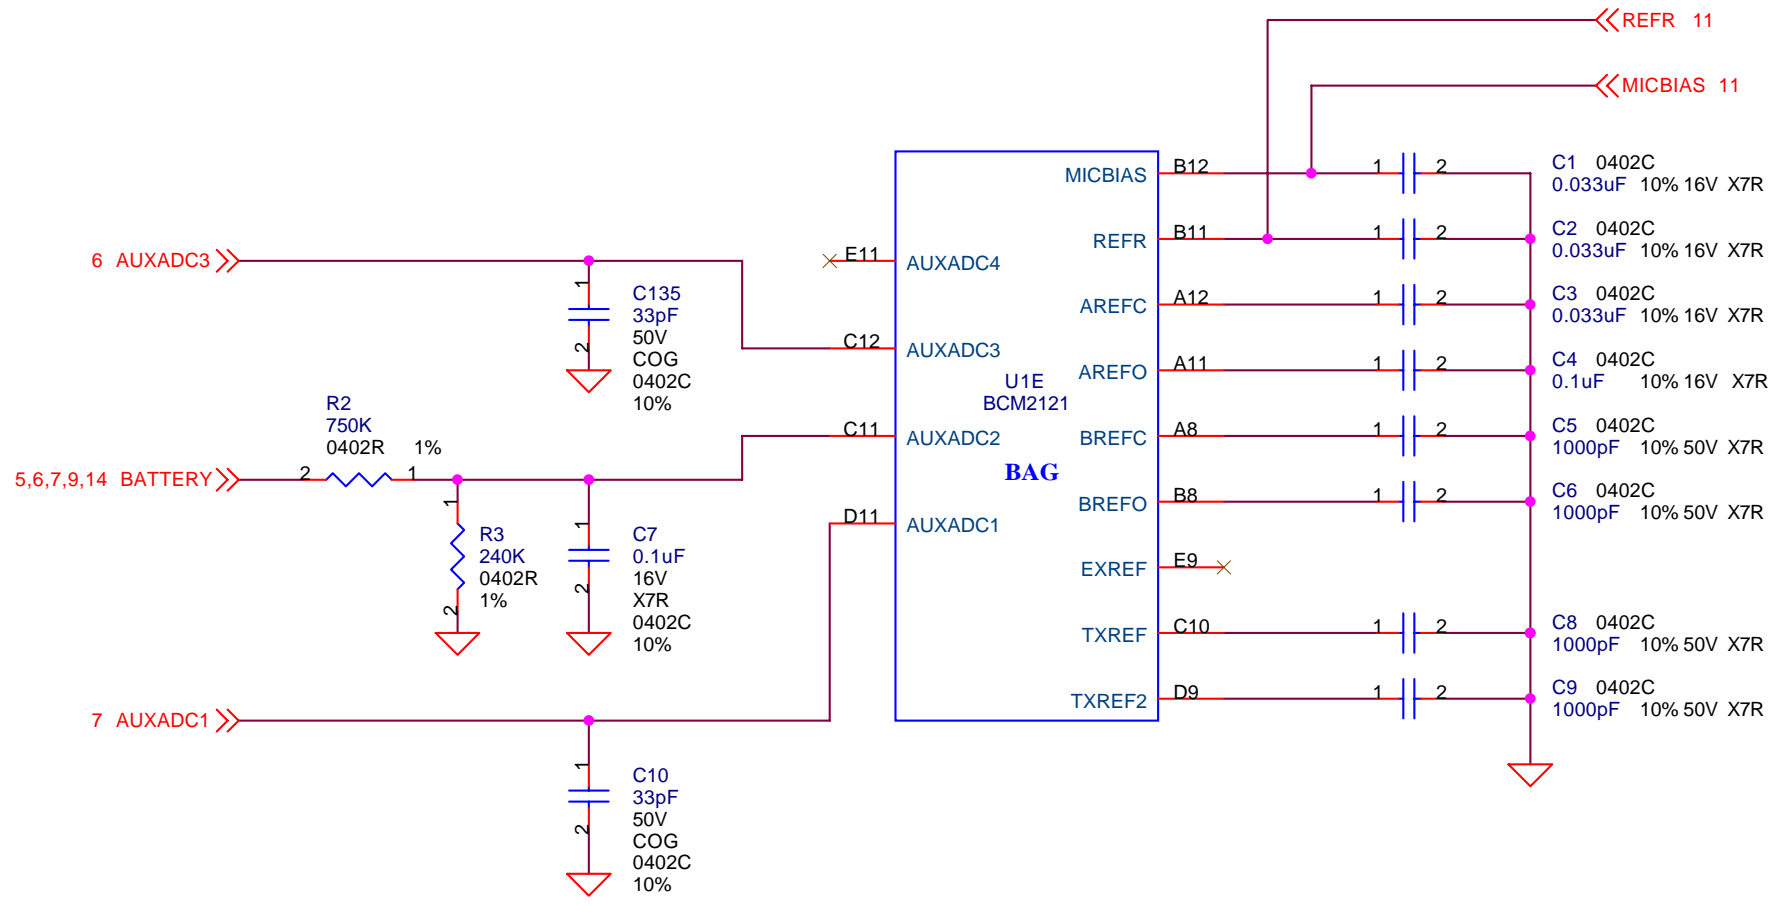 REFR 11
MICBIAS 11
6 AUXADC3
1
2
C135
33pF
50V
COG
0402C
10%
R2
750K
0402R 1%
5,6,7,9,14 BATTERY
2 1
1
2
R3
240K
0402R
1%
1
2
C7
0.1uF
16V
X7R
0402C
10%
7 AUXADC1
1
2
C10
33pF
50V
COG
0402C
10%
E11 AUXADC4
C12 AUXADC3
C11 AUXADC2
D11 AUXADC1
U1E
BCM2121
BAG
MICBIAS B12 1 2
C1 0402C
0.033uF 10% 16V X7R
REFR B11 1 2
C2 0402C
0.033uF 10% 16V X7R
AREFC A12 1 2
C3 0402C
0.033uF 10% 16V X7R
AREFO A11 1 2
C4 0402C
0.1uF 10% 16V X7R
BREFC A8 1 2
C5 0402C
1000pF 10% 50V X7R
BREFO B8 1 2
C6 0402C
1000pF 10% 50V X7R
EXREF E9
TXREF C10 1 2
C8 0402C
1000pF 10% 50V X7R
TXREF2 D9 1 2
C9 0402C
1000pF 10% 50V X7R